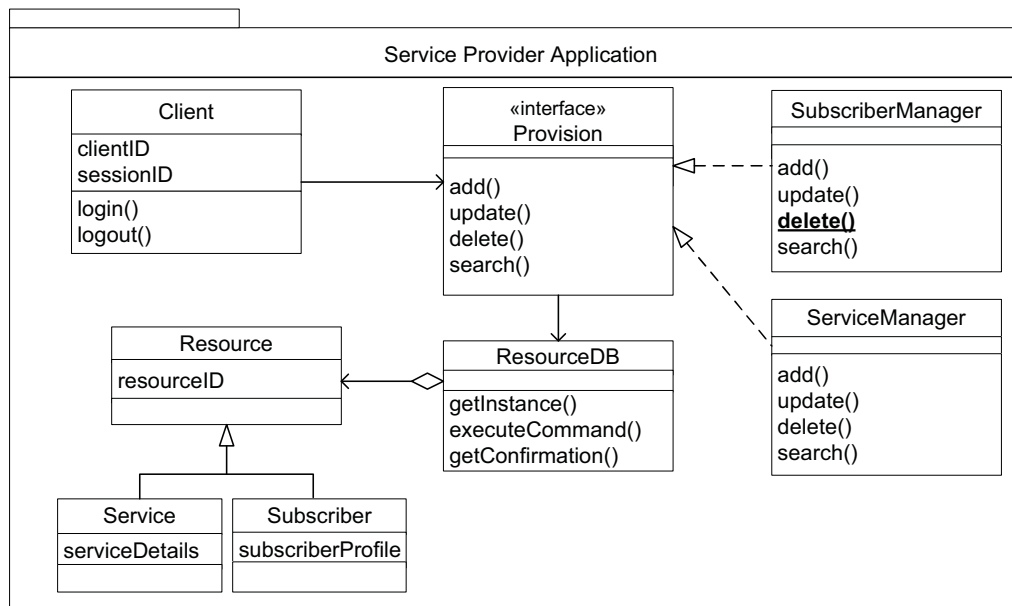 Service Provider Application
Client
clientID
sessionID
login()
logout()
«interface»
Provision
add()
update()
delete()
search()
SubscriberManager
add()
update()
delete()
search()
ServiceManager
add()
update()
delete()
search()
Resource
resourceID
ResourceDB
getInstance()
executeCommand()
getConfirmation()
Service
serviceDetails
Subscriber
subscriberProfile